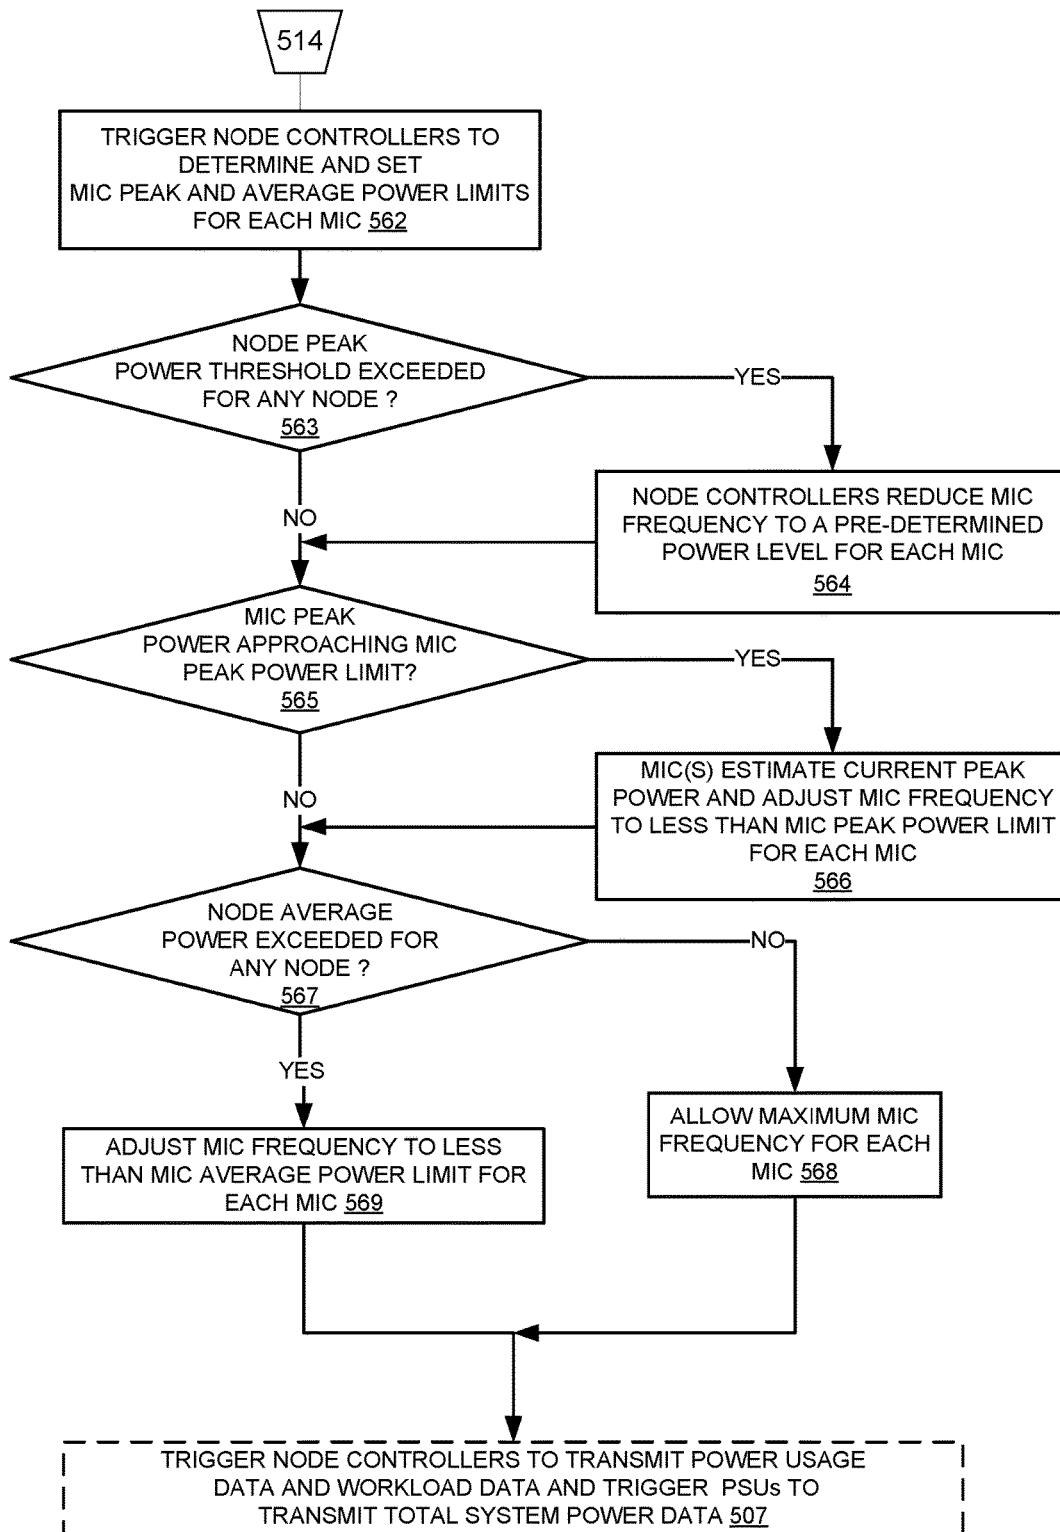 514
TRIGGER NODE CONTROLLERS TO
DETERMINE AND SET
MIC PEAK AND AVERAGE POWER LIMITS
FOR EACH MIC 562
NODE PEAK
POWER THRESHOLD EXCEEDED
FOR ANY NODE ?
563
YES
NO
NODE CONTROLLERS REDUCE MIC
FREQUENCY TO A PRE-DETERMINED
POWER LEVEL FOR EACH MIC
564
MIC PEAK
POWER APPROACHING MIC
PEAK POWER LIMIT?
565
YES
NO
MIC(S) ESTIMATE CURRENT PEAK
POWER AND ADJUST MIC FREQUENCY
TO LESS THAN MIC PEAK POWER LIMIT
FOR EACH MIC
566
NODE AVERAGE
POWER EXCEEDED FOR
ANY NODE ?
567
NO
YES
ALLOW MAXIMUM MIC
FREQUENCY FOR EACH
MIC 568
ADJUST MIC FREQUENCY TO LESS
THAN MIC AVERAGE POWER LIMIT FOR
EACH MIC 569
TRIGGER NODE CONTROLLERS TO TRANSMIT POWER USAGE
DATA AND WORKLOAD DATA AND TRIGGER PSUs TO
TRANSMIT TOTAL SYSTEM POWER DATA 507